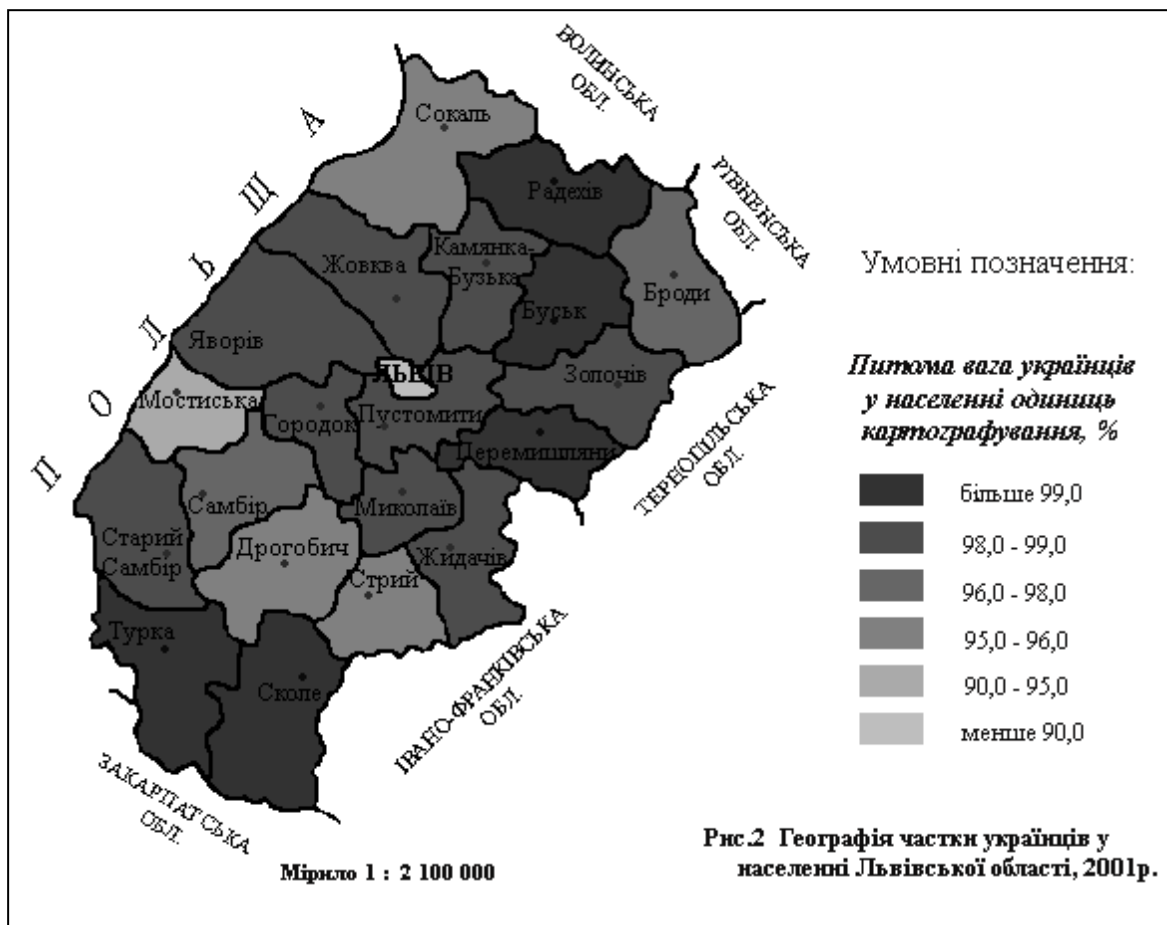 ВОЛИНСЬКА
ОБЛ.
РІВНЕНСЬКА
ОБЛ.
ПОЛЬЩА
Сокаль
Радехів
Камянка-
Бузька
Жовква
Буськ
Броди
Яворів
ЛЬВІВ
Золочів
Мостиська
Городок
Пустомити
Перемишляни
ТЕРНОПІЛЬСЬКА
ОБЛ.
Самбір
Миколаїв
Старий
Самбір
Дрогобич
Жидачів
Стрий
Турка
Сколе
ІВАНО-ФРАНКІВСЬКА
ОБЛ.
ЗАКАРПАТСЬКА
ОБЛ.
Умовні позначення:
Питома вага українців
у населенні одиниць
картографування, %
більше 99,0
98,0 - 99,0
96,0 - 98,0
95,0 - 96,0
90,0 - 95,0
менше 90,0
Мірило 1 : 2 100 000
Рис.2 Географія частки українців у
населенні Львівської області, 2001р.